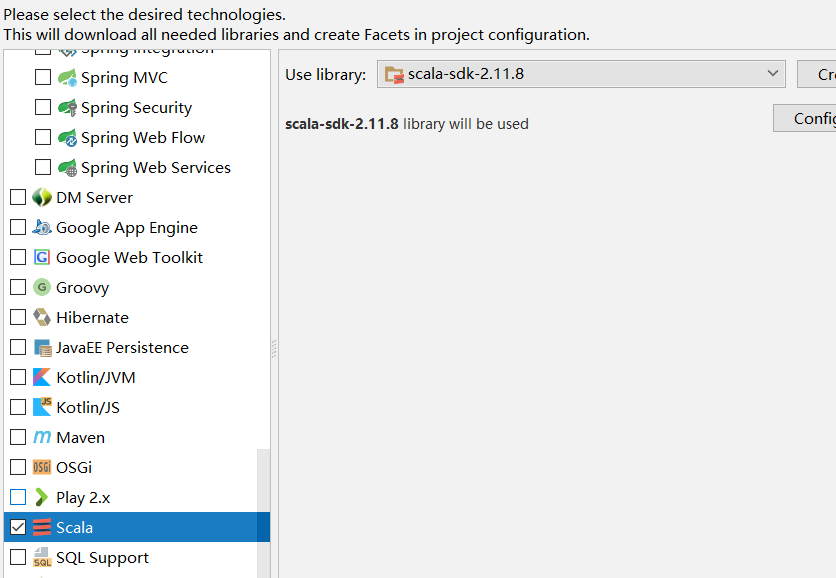 Please select the desired technologies.
This will download all needed libraries and create Facets in project configuration.
Spring Integration
Spring MVC
Spring Security
Spring Web Flow
Spring Web Services
DM Server
Google App Engine
Google Web Toolkit
Groovy
Hibernate
JavaEE Persistence
Kotlin/JVM
Kotlin/JS
Maven
OSGi
Play 2.x
Scala
SQL Support
Use library:
scala-sdk-2.11.8
Cr
scala-sdk-2.11.8 library will be used
Config